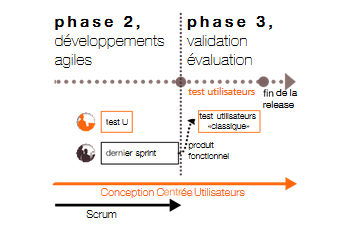 phase 2,
développements
agiles
phase 3,
validation
évaluation
test utilisateurs
fin de la
release
test U
test utilisateurs
«classique»
dernier sprint
produit
fonctionnel
Conception Centrée Utilisateurs
Scrum